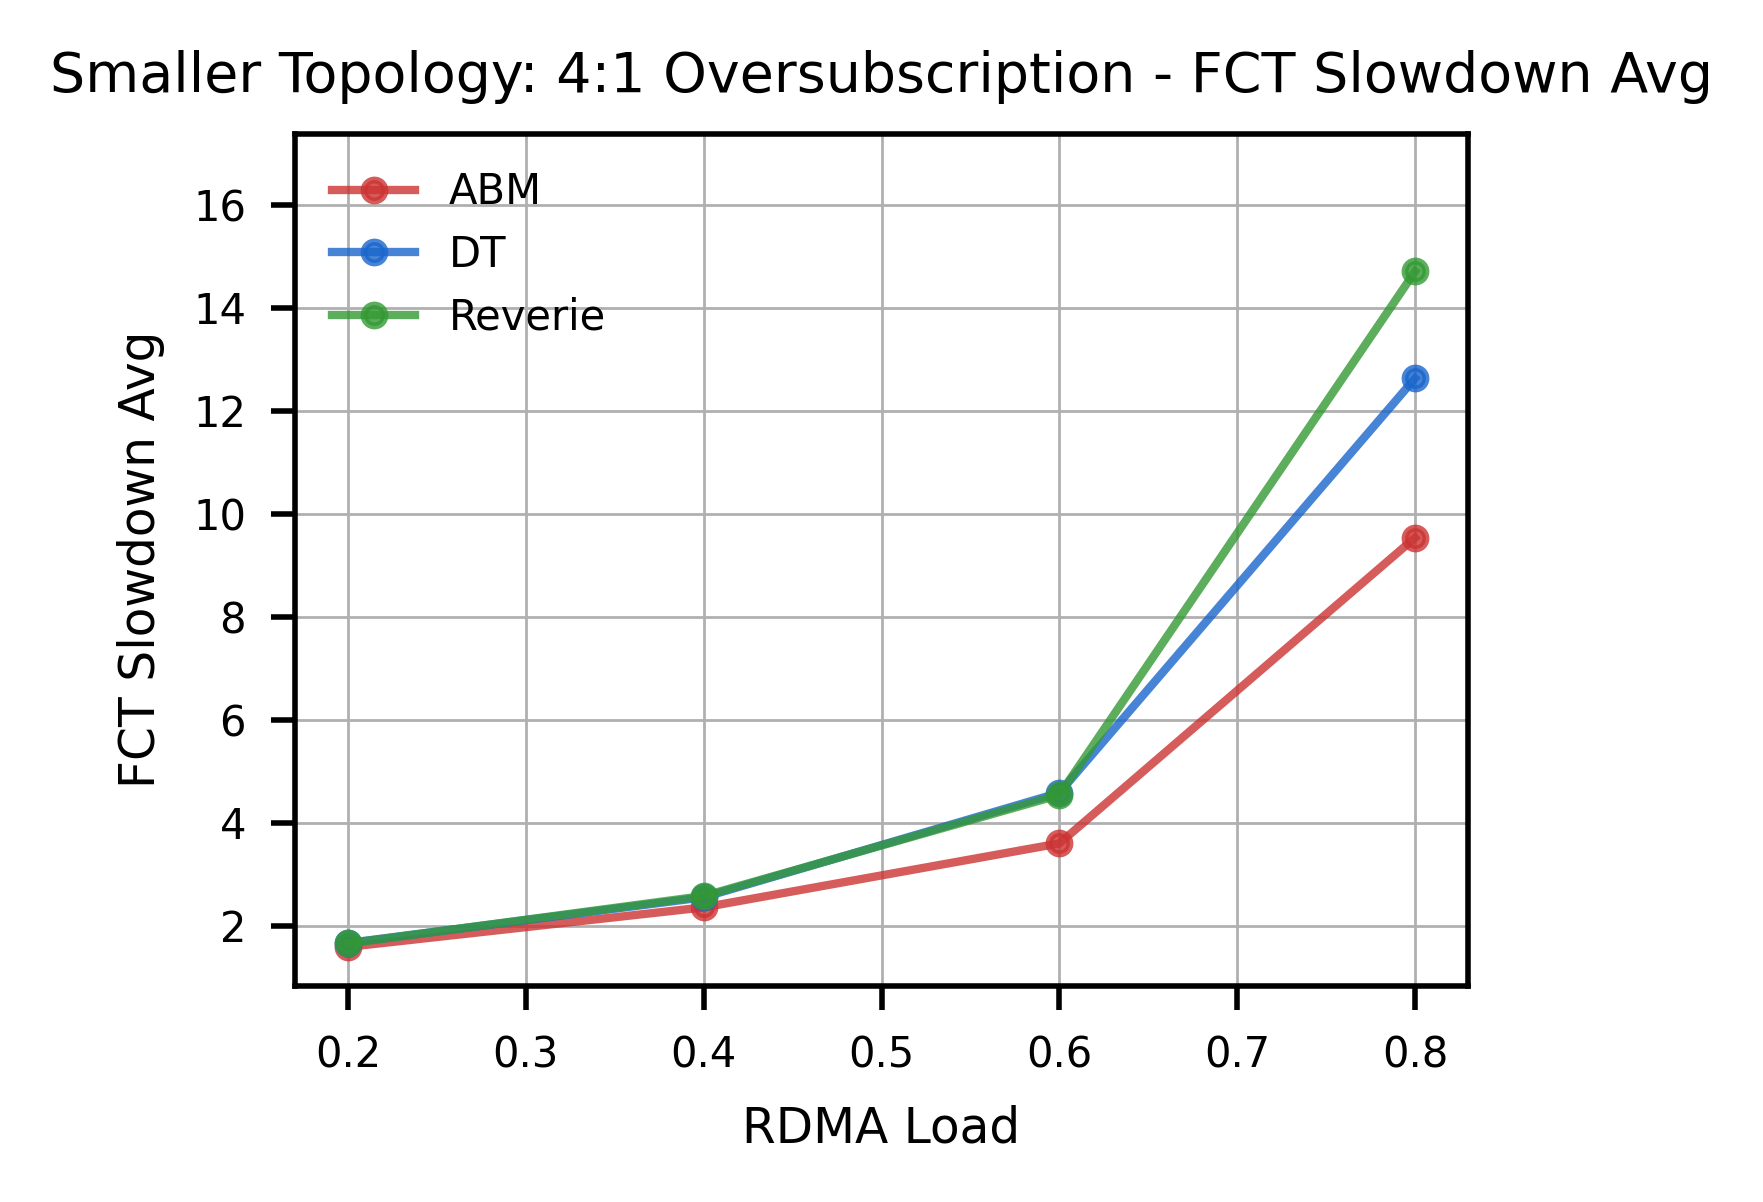 Smaller Topology: 4:1 Oversubscription - FCT Slowdown Avg
ABM
DT
Reverie
FCT Slowdown Avg
16
14
12
10
8
6
4
2
0.2 0.3 0.4 0.5 0.6 0.7 0.8
RDMA Load